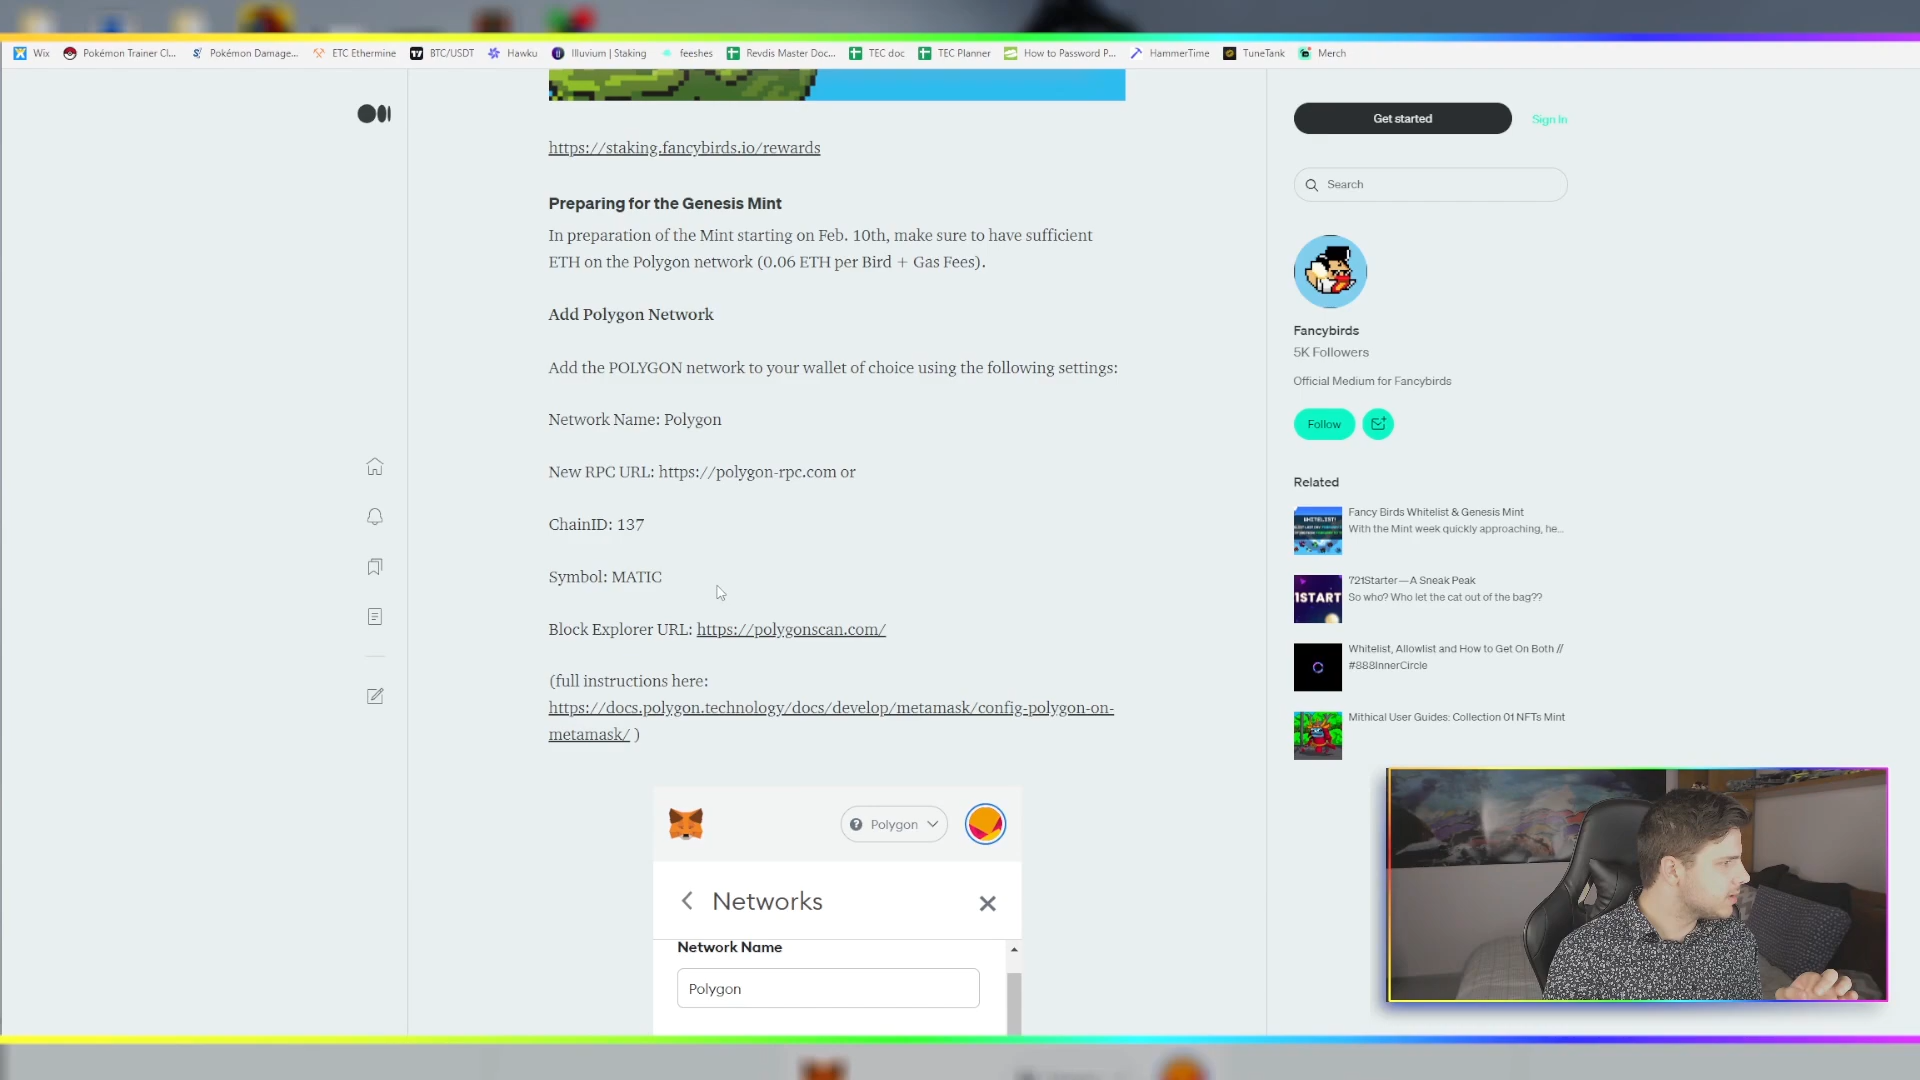 Wix
Pokémon Trainer Cl...
Pokémon Damage...
ETC Ethermine
BTC/USDT
Hawku
Illuvium | Staking
feeshes
Revdis Master Doc...
TEC doc
TEC Planner
How to Password P...
HammerTime
TuneTank
Merch
https://staking.fancybirds.io/rewards
Preparing for the Genesis Mint
In preparation of the Mint starting on Feb. 10th, make sure to have sufficient
ETH on the Polygon network (0.06 ETH per Bird + Gas Fees).
Add Polygon Network
Add the POLYGON network to your wallet of choice using the following settings:
Network Name: Polygon
New RPC URL: https://polygon-rpc.com or
ChainID: 137
Symbol: MATIC
Block Explorer URL: https://polygonscan.com/
(full instructions here:
https://docs.polygon.technology/docs/develop/metamask/config-polygon-on-
metamask/ )
Polygon
Networks
Network Name
Polygon
Get started
Sign In
Search
Fancybirds
5K Followers
Official Medium for Fancybirds
Follow
Related
WHITELIST!
Fancy Birds Whitelist & Genesis Mint
With the Mint week quickly approaching, he...
1START
721Starter — A Sneak Peak
So who? Who let the cat out of the bag??
Whitelist, Allowlist and How to Get On Both //
#888InnerCircle
Mithical User Guides: Collection 01 NFTs Mint